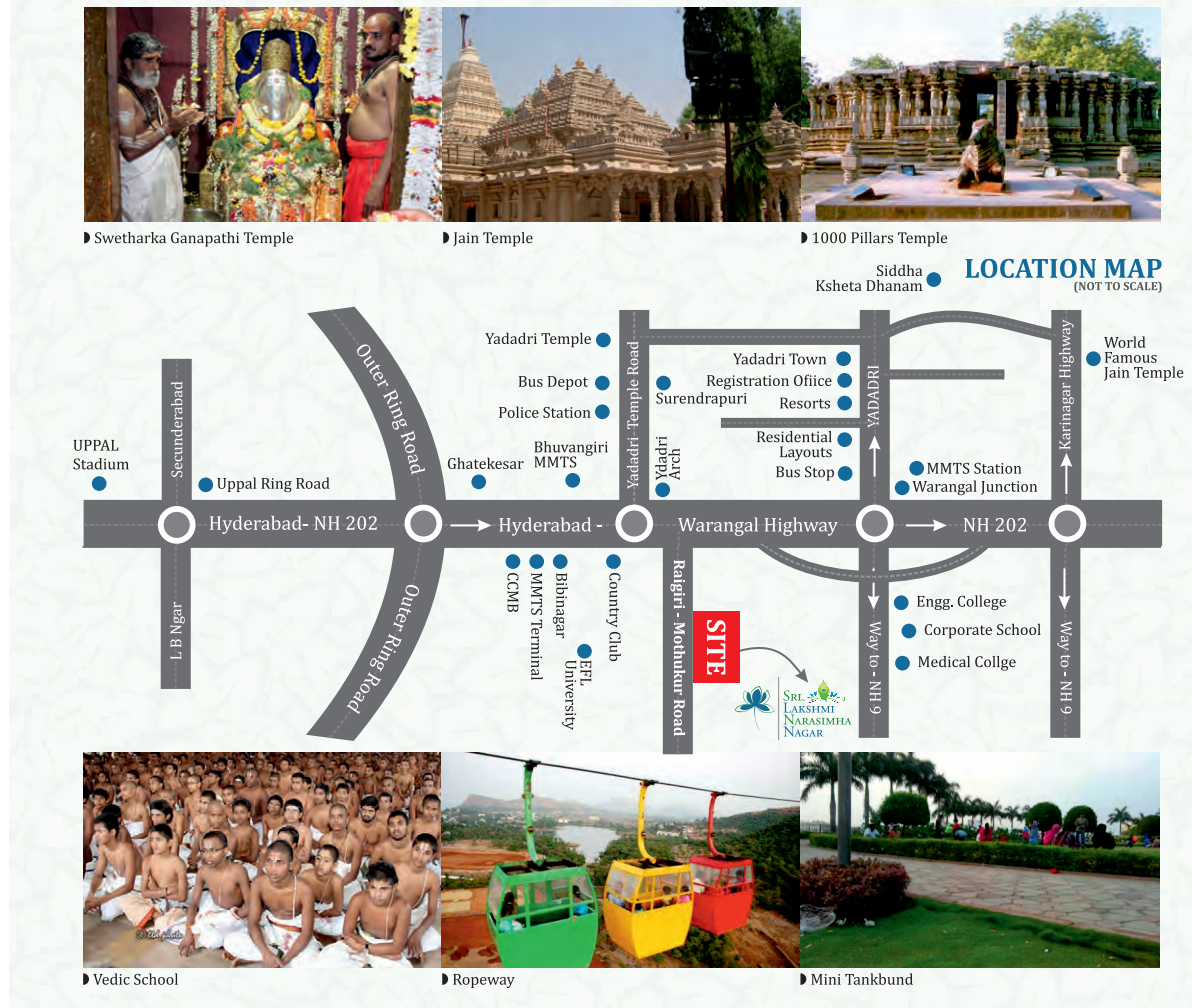 Swetharka Ganapathi Temple
Jain Temple
1000 Pillars Temple
LOCATION MAP
(NOT TO SCALE)
Siddha
Ksheta Dhanam
Outer Ring Road
Yadadri Temple
Bus Depot
Police Station
Yadadri Temple Road
Surendrapuri
Yadadri Town
Registration Ofiice
Resorts
YADADRI
Karinagar Highway
World
Famous
Jain Temple
Secunderabad
UPPAL
Stadium
Uppal Ring Road
Ghatekesar
Bhuvangiri
MMTS
Ydadri
Arch
Residential
Layouts
Bus Stop
MMTS Station
Warangal Junction
Hyderabad- NH 202
Hyderabad -
Warangal Highway
NH 202
L B Ngar
Outer Ring Road
CCMB
MMTS Terminal
Bibinagar
EFL
University
Country Club
Raigiri - Mothukur Road
SITE
SRI
LAKSHMI
NARASIMHA
NAGAR
Engg. College
Corporate School
Medical Collge
Way to - NH 9
Way to - NH 9
Vedic School
Ropeway
Mini Tankbund